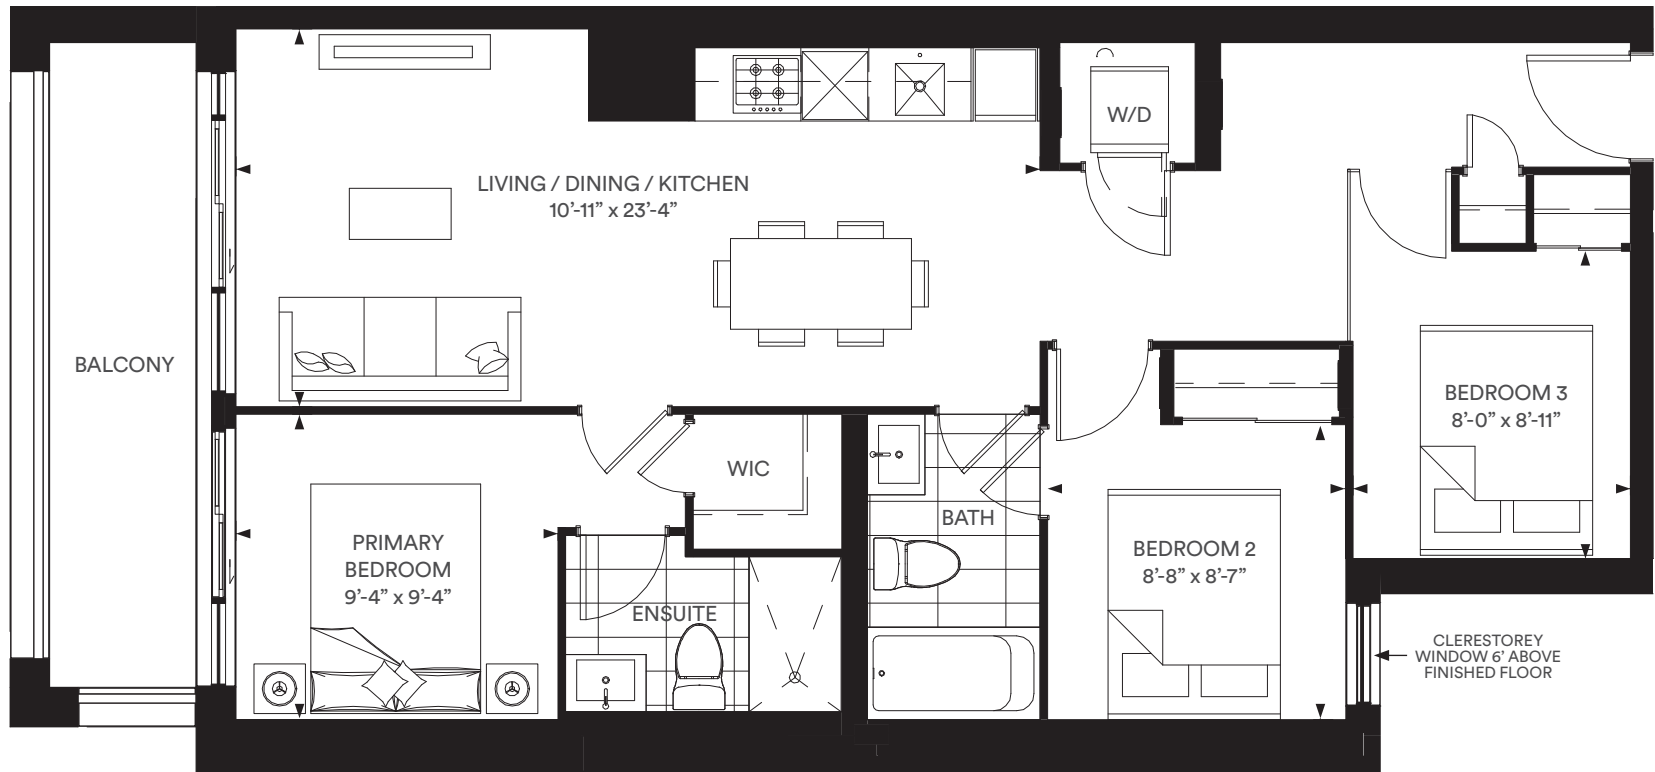 W/D
LIVING / DINING / KITCHEN
10’-11” x 23’-4”
BALCONY
BEDROOM 3
8’-0” x 8’-11”
WIC
BATH
PRIMARY
BEDROOM
9’-4” x 9’-4”
BEDROOM 2
8’-8” x 8’-7”
ENSUITE
CLERESTOREY
WINDOW 6’ ABOVE
FINISHED FLOOR